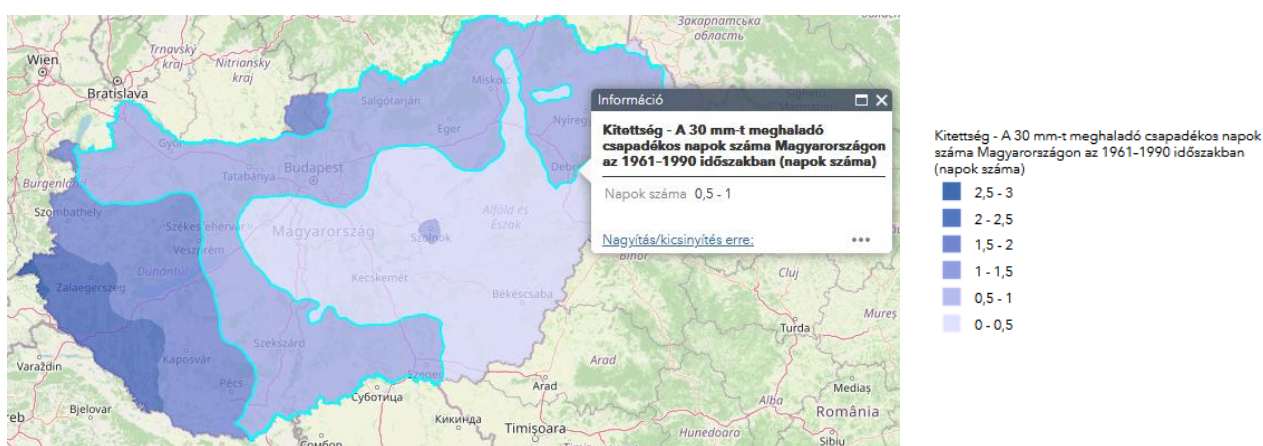 Закарпатська
область
Wien
Trnavský
kraj
Nitriansky
kraj
Bratislava
Miskolc
Salgótarján
Eger
Győr
Budapest
Tatabánya
Burgenland
Szombathely
Székesfehérvár
Magyarország
Alföld és
Észak
Szolnok
Veszprém
Dunántúl
Zalaegerszeg
Kecskemét
Békéscsaba
Bihor
Cluj
Turda
Mureș
Kaposvár
Szekszárd
Pécs
Szeged
Varaždin
Bjelovar
Суботица
Arad
Arad
Кикинда
Timișoara
Alba
Mediaș
România
Hunedoara
Sibiu
Сомбор
Információ
Kitettség - A 30 mm-t meghaladó
csapadékos napok száma Magyarországon
az 1961-1990 időszakban (napok száma)
Napok száma 0,5 - 1
Nagyítás/kicsinyítés erre:
Kitettség - A 30 mm-t meghaladó csapadékos napok
száma Magyarországon az 1961-1990 időszakban
(napok száma)
2,5 - 3
2 - 2,5
1,5 - 2
1 - 1,5
0,5 - 1
0 - 0,5